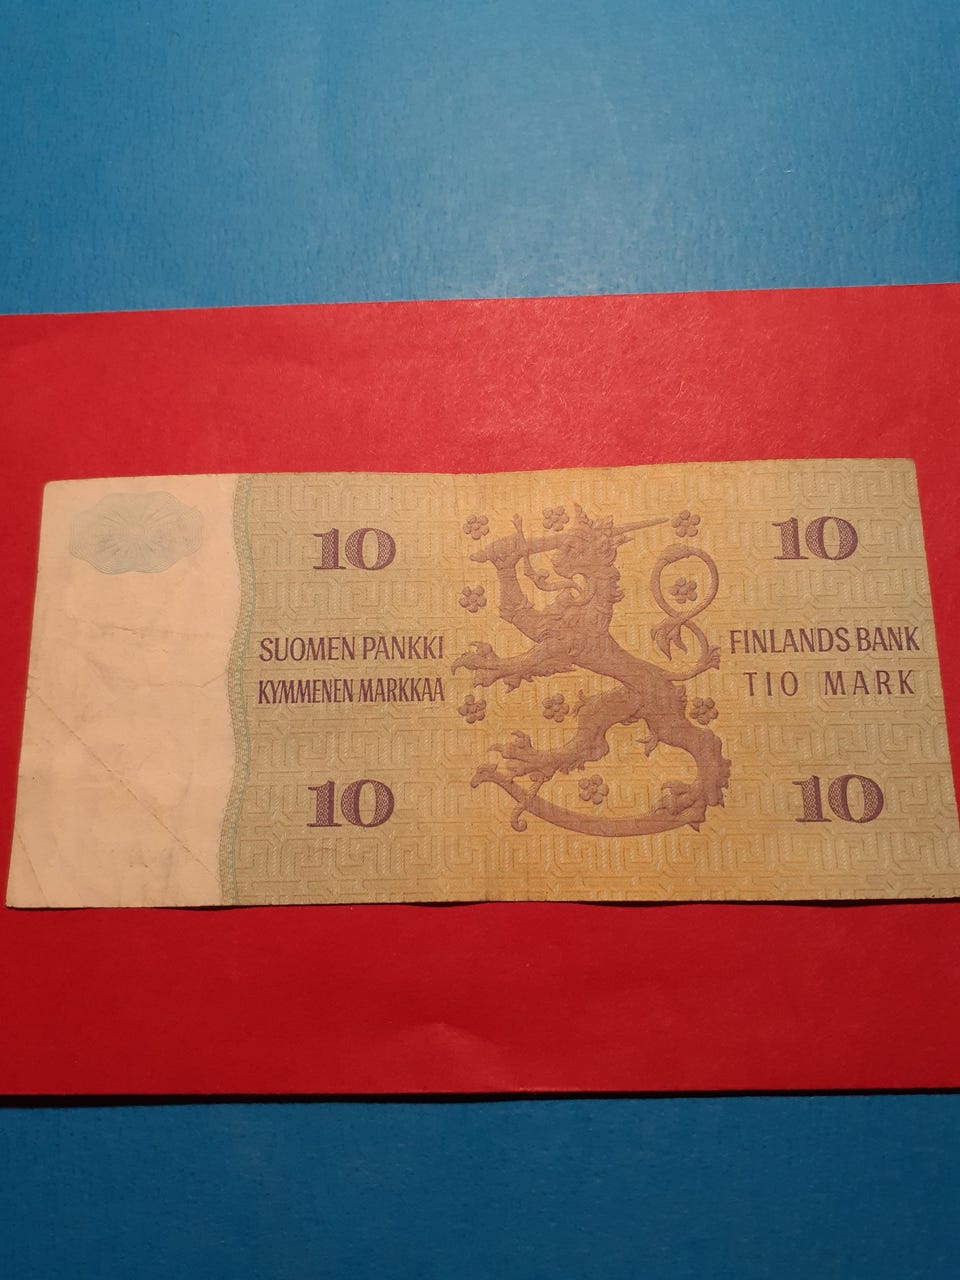 10 10
SUOMEN PANKKI FINLANDS BANK
KYMMENEN MARKKAA TIO MARK
10 10